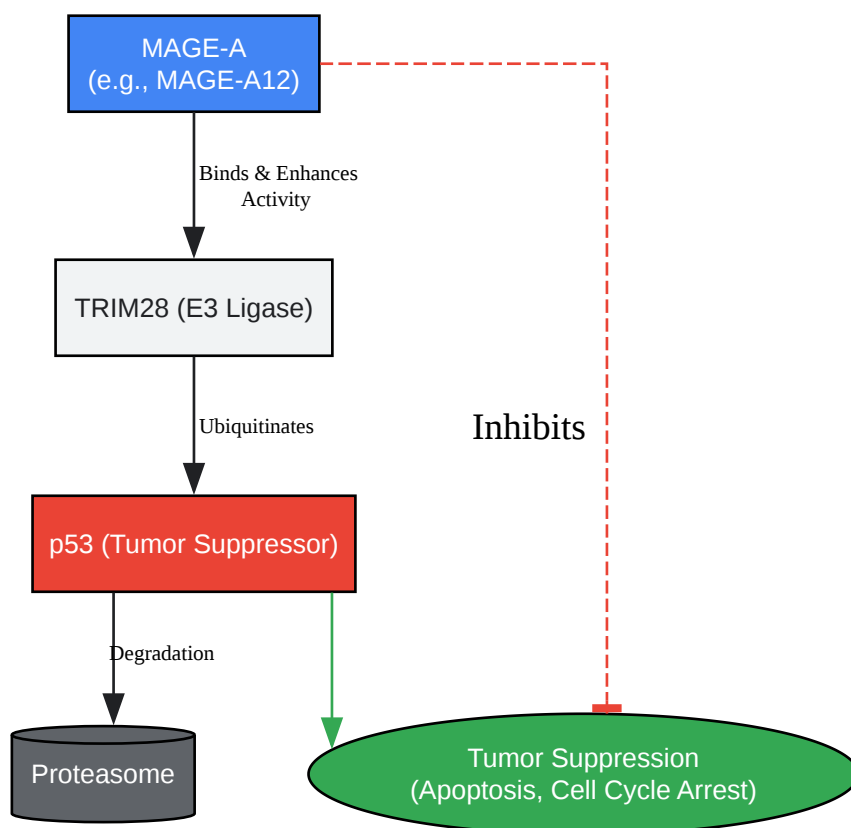 MAGE-A
(e.g., MAGE-A12)
Binds & Enhances
Activity
TRIM28 (E3 Ligase)
Ubiquitinates
Inhibits
p53 (Tumor Suppressor)
Degradation
Proteasome
Tumor Suppression
(Apoptosis, Cell Cycle Arrest)